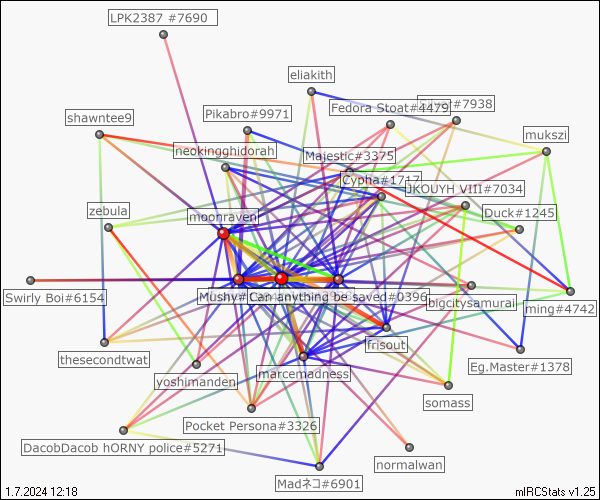 LPK2387 #7690
eliakith
Fedora Stoat#4479
#7938
shawntee9
Pikabro#9971
mukszi
neokingghidorah
Majestic#3375
Cypha#1717
JKOUYH VIII#7034
zebula
moonraven
Duck#1245
Swirly Boi#6154
Mushy#
Can anything be saved#0396
bigcitysamurai
ming#4742
thesecondtwat
frisout
Eg.Master#1378
yoshimanden
marcemadness
somass
Pocket Persona#3326
DacobDacob hORNY police#5271
normalwan
Madネコ#6901
1.7.2024 12:18
mIRCStats v1.25